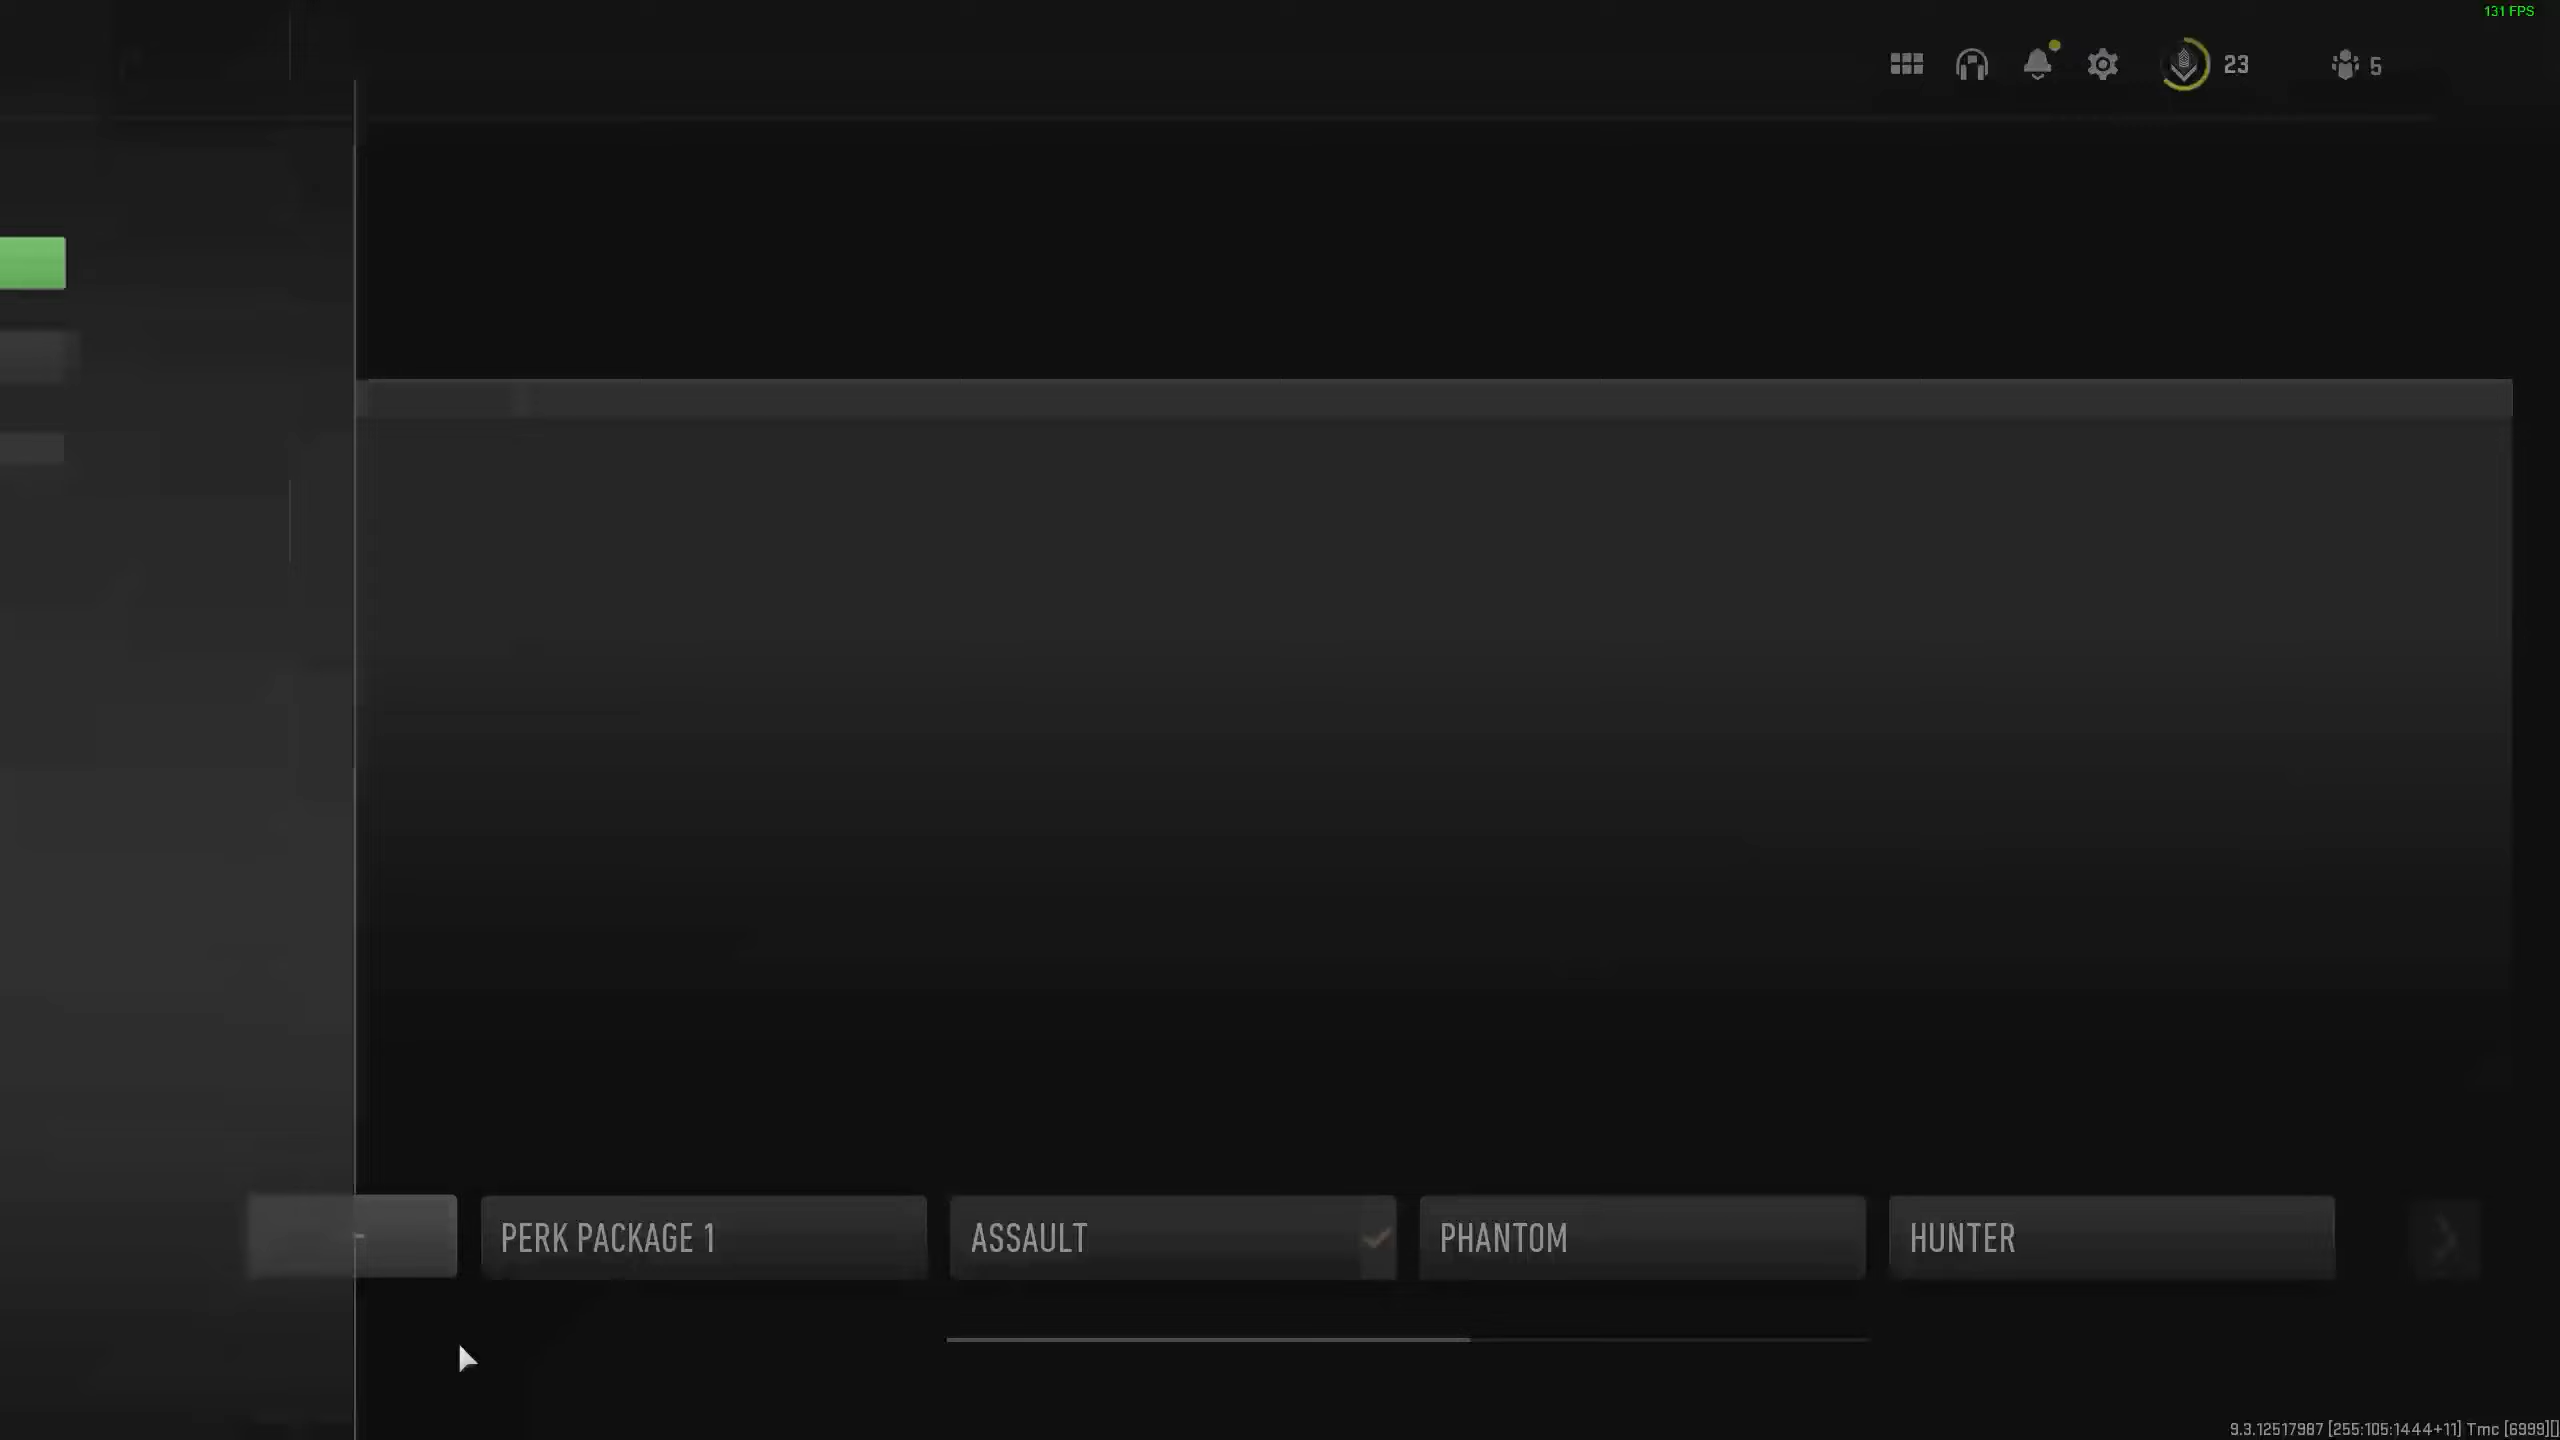 131 FPS
23
5
PERK PACKAGE 1
ASSAULT
PHANTOM
HUNTER
9.3.12517987 [255:105:1444+11] Tmc [6999][]